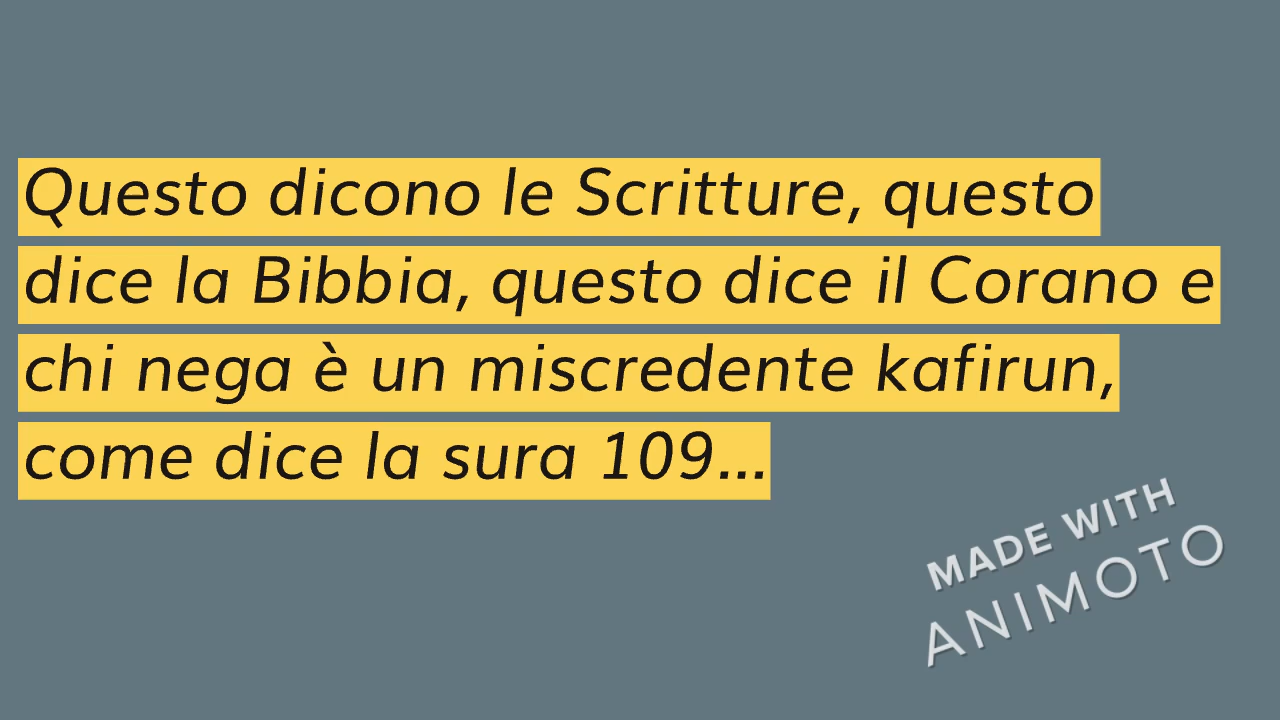 Questo dicono le Scritture, questo
dice la Bibbia, questo dice il Corano e
chi nega è un miscredente kafirun,
come dice la sura 109...
MADE WITH
ANIMOTO